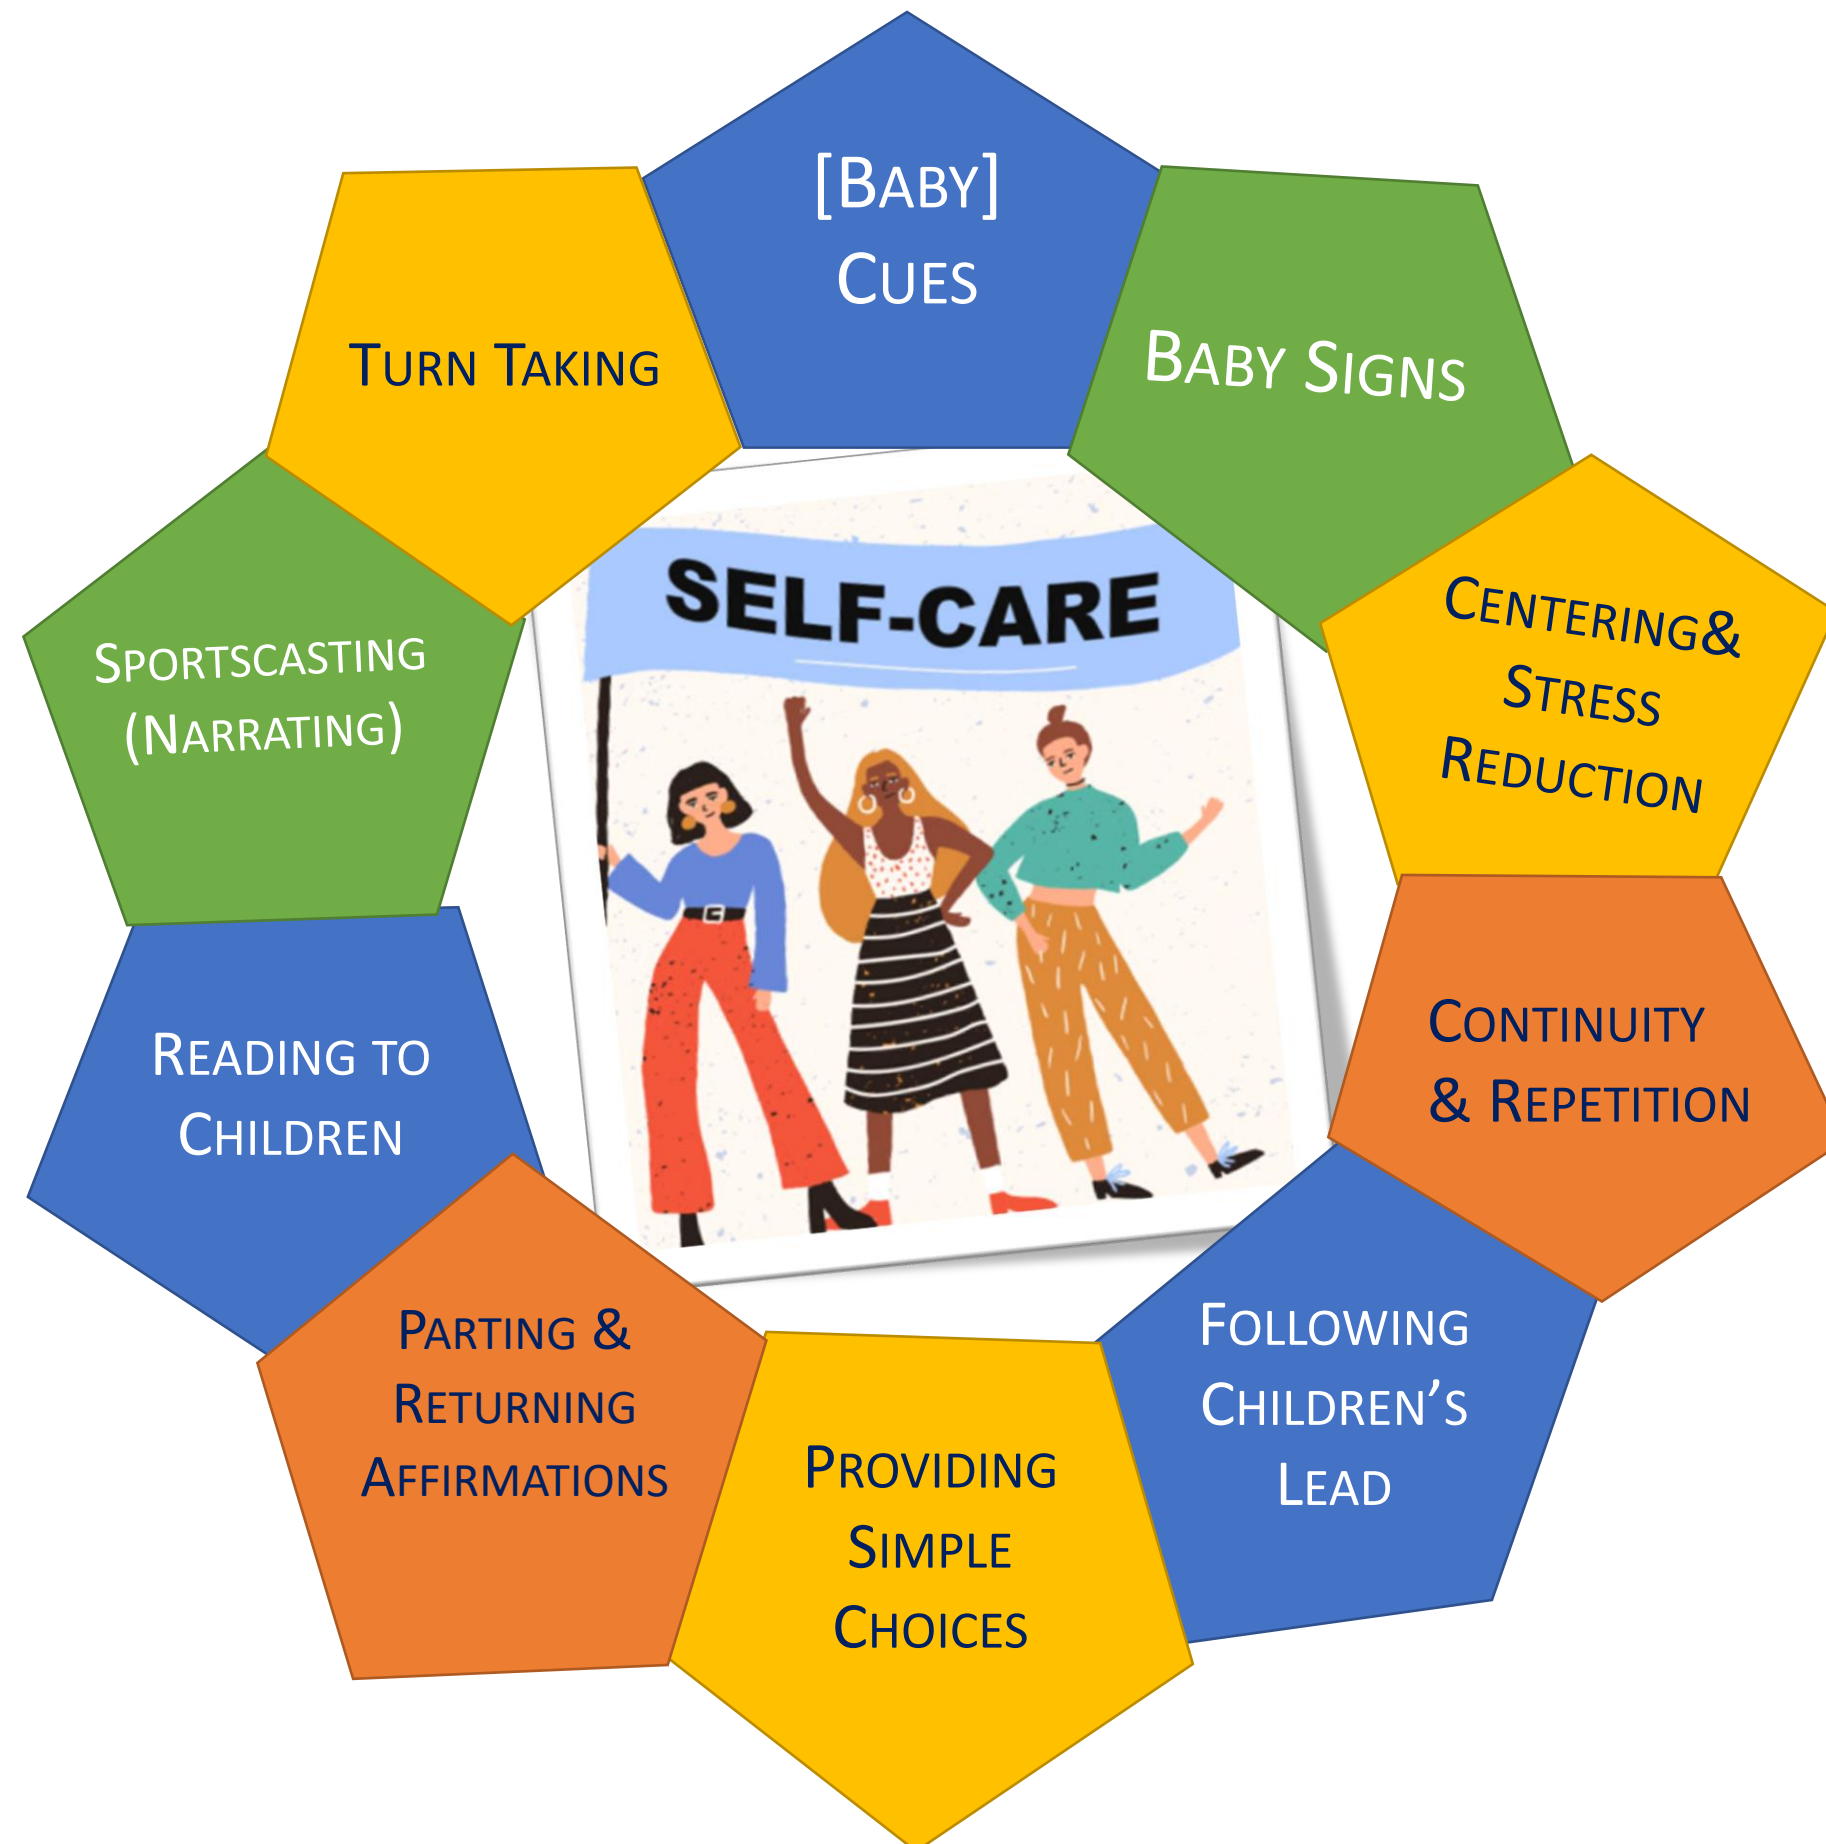 [Baby]
Cues
Baby Signs
Centering&
Stress
Reduction
Continuity
& Repetition
Following
Children's
Lead
Providing
Simple
Choices
Parting &
Returning
Affirmations
Reading to
Children
Sportscasting
(Narrating)
Turn Taking
SELF-CARE